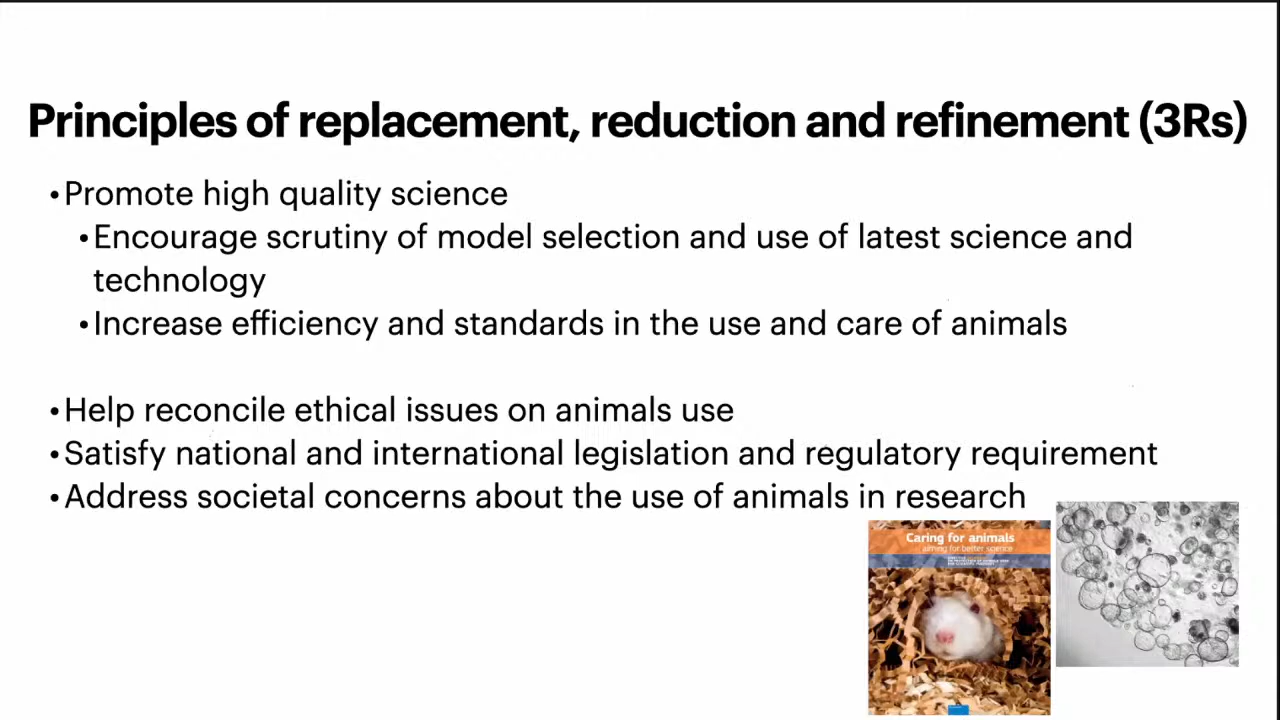 Principles of replacement, reduction and refinement (3Rs)
•Promote high quality science
•Encourage scrutiny of model selection and use of latest science and
technology
•Increase efficiency and standards in the use and care of animals
•Help reconcile ethical issues on animals use
•Satisfy national and international legislation and regulatory requirement
•Address societal concerns about the use of animals in research
Caring for animals
aiming for better science